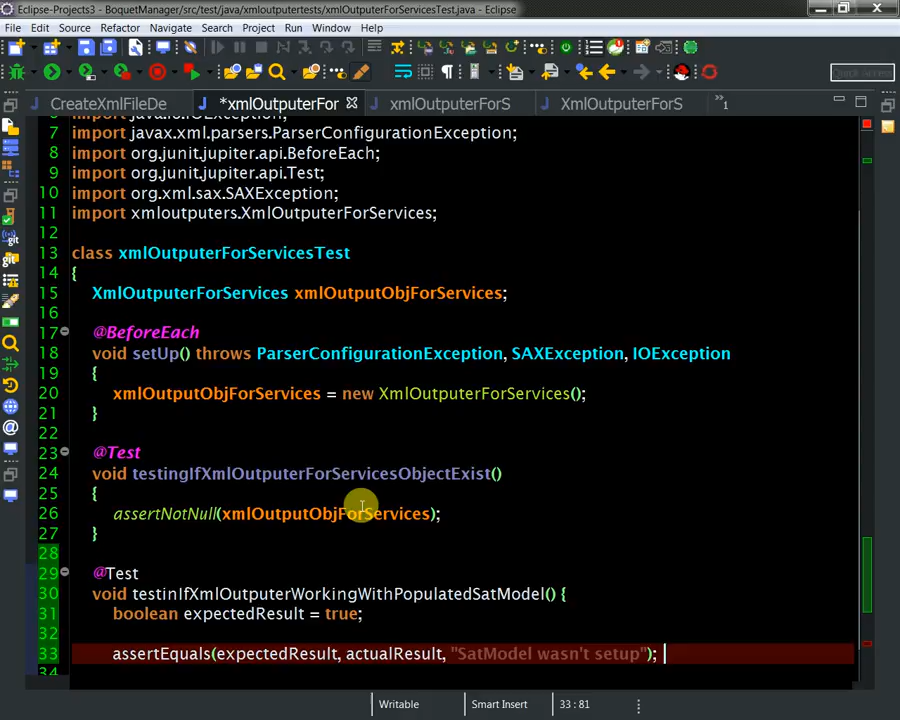 Eclipse-Projects3 - BoquetManager/src/test/java/xmloutputertests/xmlOutputerForServicesTest.java - Eclipse
File Edit Source Refactor Navigate Search Project Run Window Help
Quick Access
CreateXmlFileDe *xmlOutputerFor xmlOutputerForS XmlOutputerForS »1
7 import javax.xml.parsers.ParserConfigurationException;
8 import org.junit.jupiter.api.BeforeEach;
9 import org.junit.jupiter.api.Test;
10 import org.xml.sax.SAXException;
11 import xmloutputers.XmlOutputerForServices;
12
13 class xmlOutputerForServicesTest
14 {
15 XmlOutputerForServices xmlOutputObjForServices;
16
17 @BeforeEach
18 void setUp() throws ParserConfigurationException, SAXException, IOException
19 {
20 xmlOutputObjForServices = new XmlOutputerForServices();
21 }
22
23 @Test
24 void testingIfXmlOutputerForServicesObjectExist()
25 {
26 assertNotNull(xmlOutputObjForServices);
27 }
28
29 @Test
30 void testinIfXmlOutputerWorkingWithPopulatedSatModel() {
31 boolean expectedResult = true;
32
33 assertEquals(expectedResult, actualResult, "SatModel wasn't setup");
34
Writable Smart Insert 33 : 81